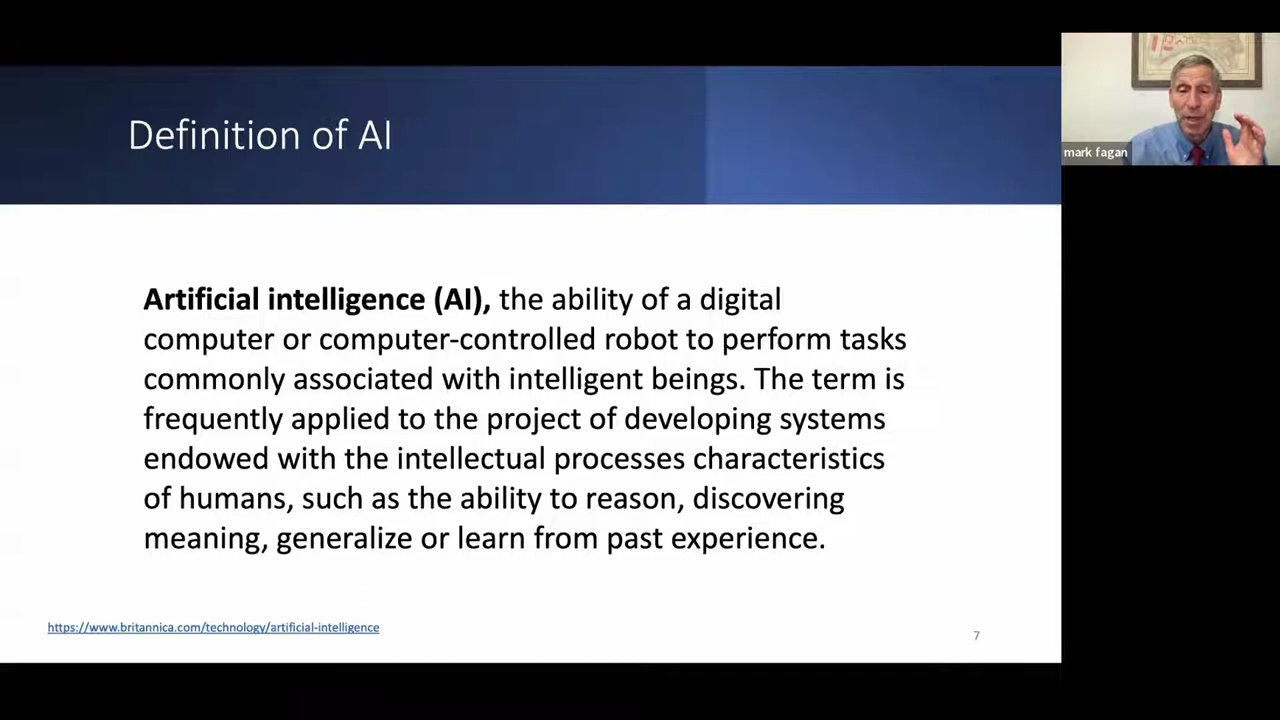 Definition of AI
mark fagan
Artificial intelligence (AI), the ability of a digital
computer or computer-controlled robot to perform tasks
commonly associated with intelligent beings. The term is
frequently applied to the project of developing systems
endowed with the intellectual processes characteristics
of humans, such as the ability to reason, discovering
meaning, generalize or learn from past experience.
https://www.britannica.com/technology/artificial-intelligence
7